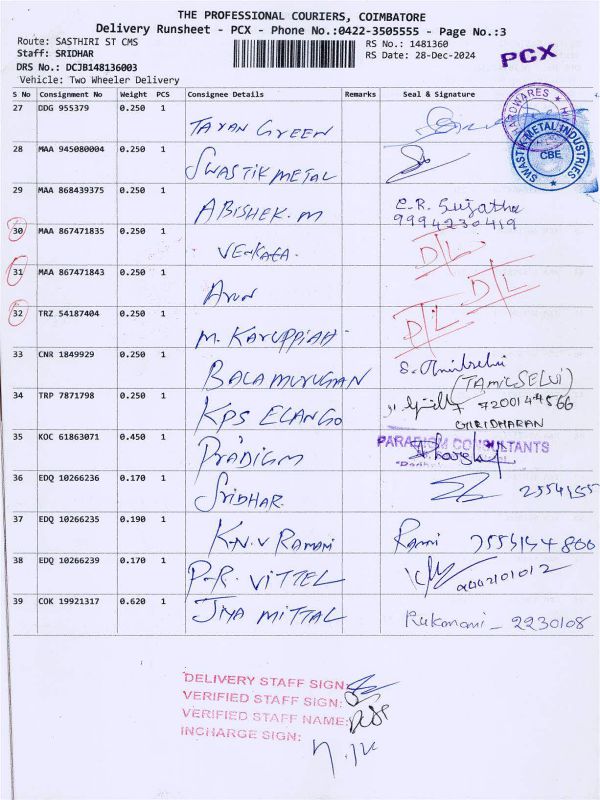 THE PROFESSIONAL COURIERS, COIMBATORE
Delivery Runsheet - PCX - Phone No.:0422-3505555 - Page No.:3
Route: SASTHIRI ST CMS
RS No.: 1481360
Staff: SRIDHAR
RS Date: 28-Dec-2024
DRS No.: DCJB148136003
Vehicle: Two Wheeler Delivery
PCX
S No Consignment No Weight PCS Consignee Details Remarks Seal & Signature
27 DDG 955379 0.250 1 TAYAN GREEN
HARDWARES
28 MAA 945080004 0.250 1 SWASTIK METAL
SWASTIK METAL INDUSTRIES
CBE
29 MAA 868439375 0.250 1 ABISHEK.M C.R. Sujatha
9994230419
30 MAA 867471835 0.250 1 VENKATA D/L
31 MAA 867471843 0.250 1 ARUN D/L
32 TRZ 54187404 0.250 1 M. KARUPPIAH D/L
33 CNR 1849929 0.250 1 BALAMURUGAN S.
(TAMILSELVI)
34 TRP 7871798 0.250 1 KPS ELANGO 7200144566
GIRIDHARAN
35 KOC 61863071 0.450 1 PRADIGM PARADIGM CONSULTANTS
36 EDQ 10266236 0.170 1 SRIDHAR. 2554155
37 EDQ 10266235 0.190 1 K.N.V RAMANI Ramni
38 EDQ 10266239 0.170 1 P-R. VITTEL
39 COK 19921317 0.620 1 JIYA MITTAL Rukmani - 2230108
DELIVERY STAFF SIGN:
VERIFIED STAFF SIGN:
VERIFIED STAFF NAME:
INCHARGE SIGN: